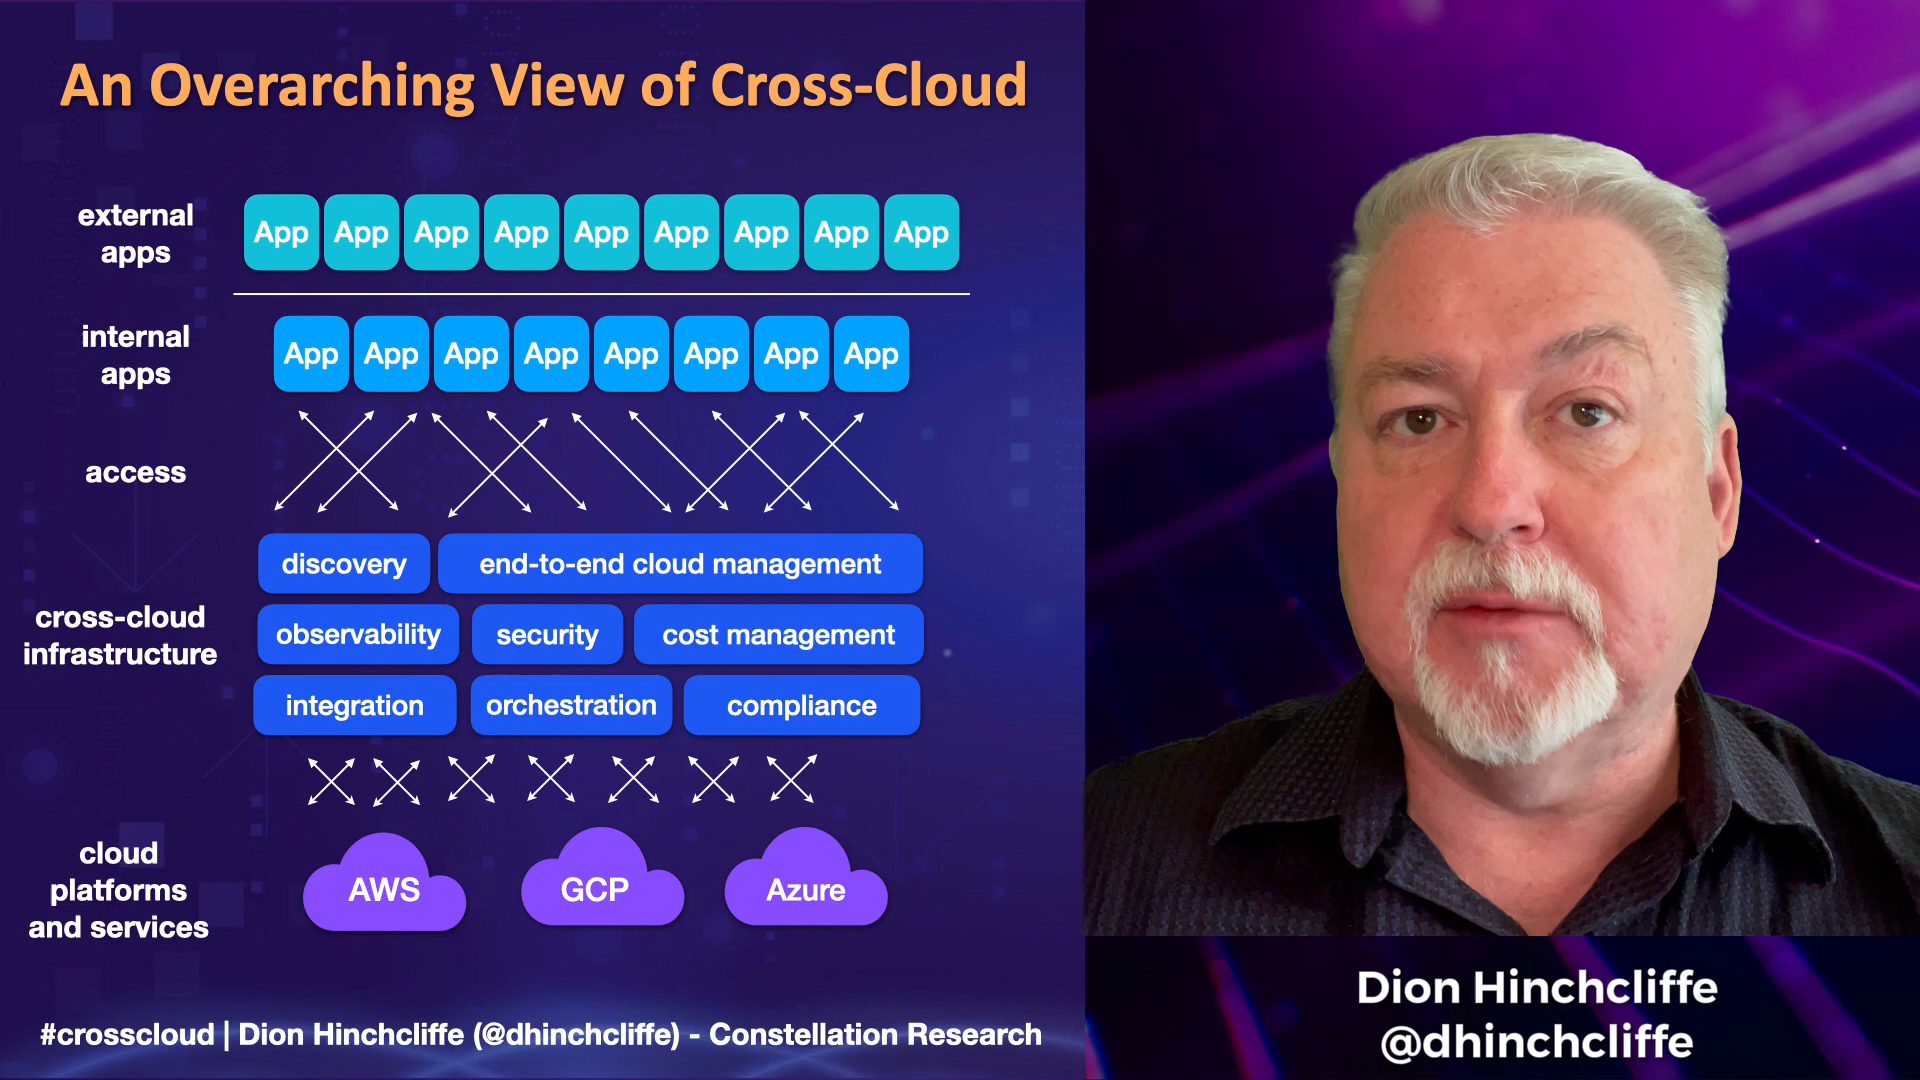 An Overarching View of Cross-Cloud
external
apps
App App App App App App App App App
internal
apps
App App App App App App App App
access
discovery end-to-end cloud management
cross-cloud
infrastructure
observability security cost management
integration orchestration compliance
cloud
platforms
and services
AWS GCP Azure
#crosscloud | Dion Hinchcliffe (@dhinchcliffe) - Constellation Research
Dion Hinchcliffe
@dhinchcliffe